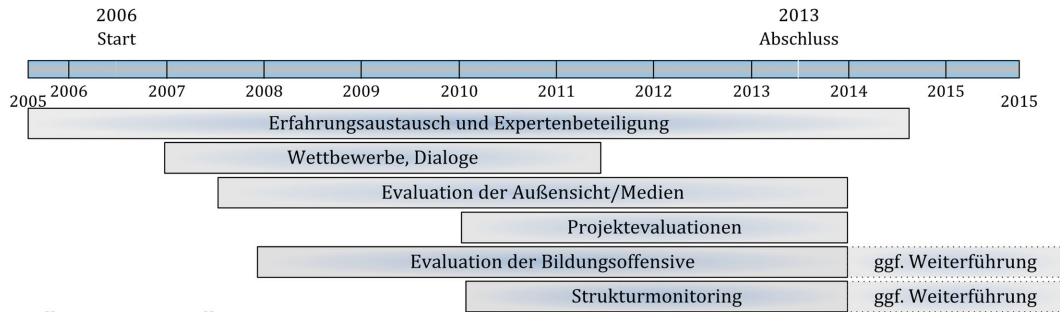 2006 2013
Start Abschluss
2005 2006 2007 2008 2009 2010 2011 2012 2013 2014 2015 2015
Erfahrungsaustausch und Expertenbeteiligung
Wettbewerbe, Dialoge
Evaluation der Außensicht/Medien
Projektevaluationen
Evaluation der Bildungsoffensive ggf. Weiterführung
Strukturmonitoring ggf. Weiterführung